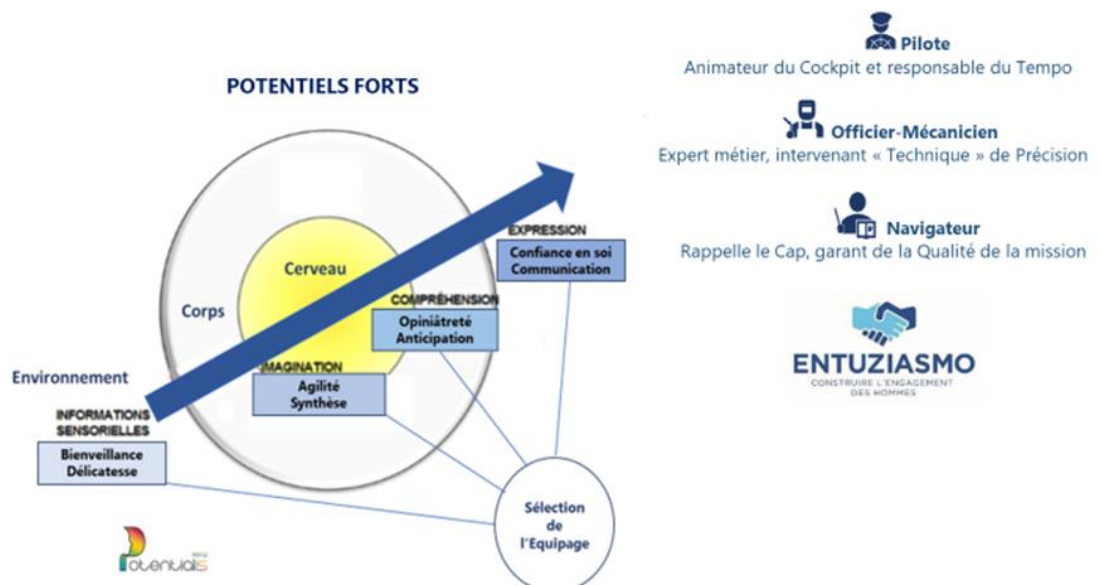 POTENTIELS FORTS
Cerveau
Corps
Environnement
INFORMATIONS
SENSORIELLES
Bienveillance
Délicatesse
IMAGINATION
Agilité
Synthèse
COMPRÉHENSION
Opiniâtreté
Anticipation
EXPRESSION
Confiance en soi
Communication
Sélection
de
l'Equipage
Potentials
Pilote
Animateur du Cockpit et responsable du Tempo
Officier-Mécanicien
Expert métier, intervenant « Technique » de Précision
Navigateur
Rappelle le Cap, garant de la Qualité de la mission
ENTUZIASMO
CONSTRUIRE L'ENGAGEMENT
DES HOMMES